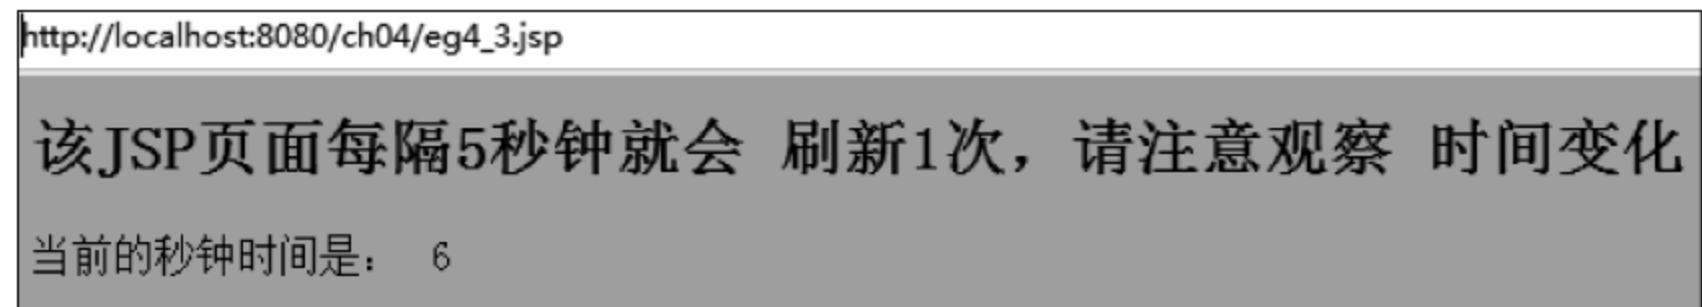 http://localhost:8080/ch04/eg4_3.jsp
该JSP页面每隔5秒钟就会 刷新1次，请注意观察 时间变化
当前的秒钟时间是： 6